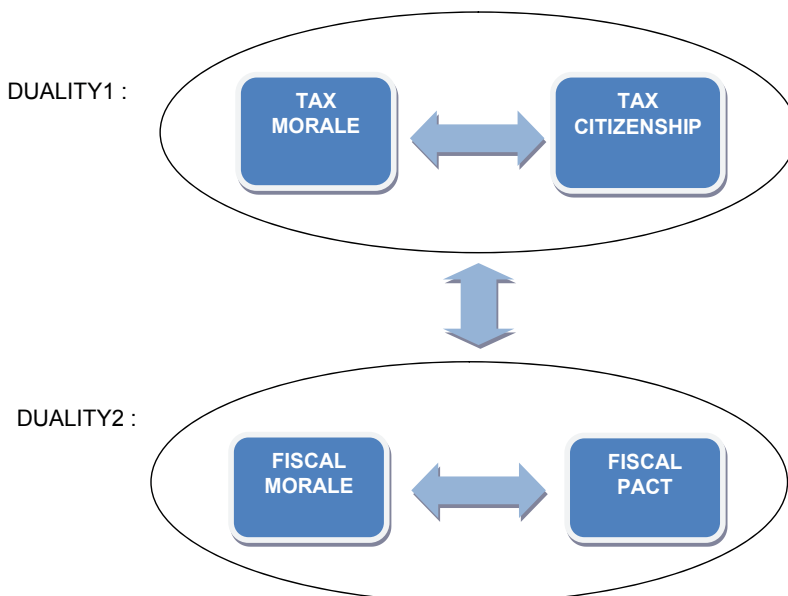 DUALITY1 :
TAX
MORALE
TAX
CITIZENSHIP
DUALITY2 :
FISCAL
MORALE
FISCAL
PACT